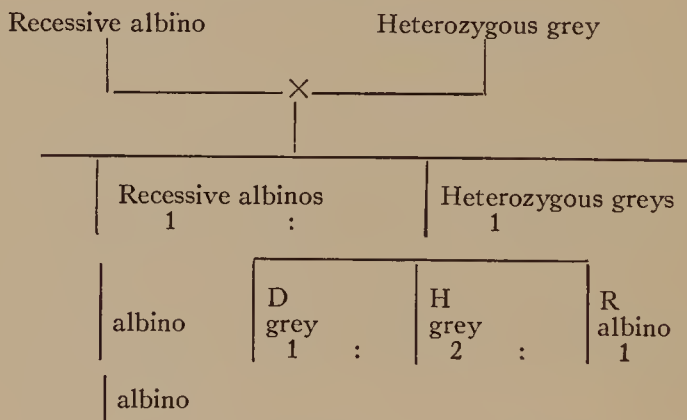 Recessive albino Heterozygous grey
×
Recessive albinos Heterozygous greys
1 : 1
D H R
albino grey grey albino
1 : 2 : 1
albino